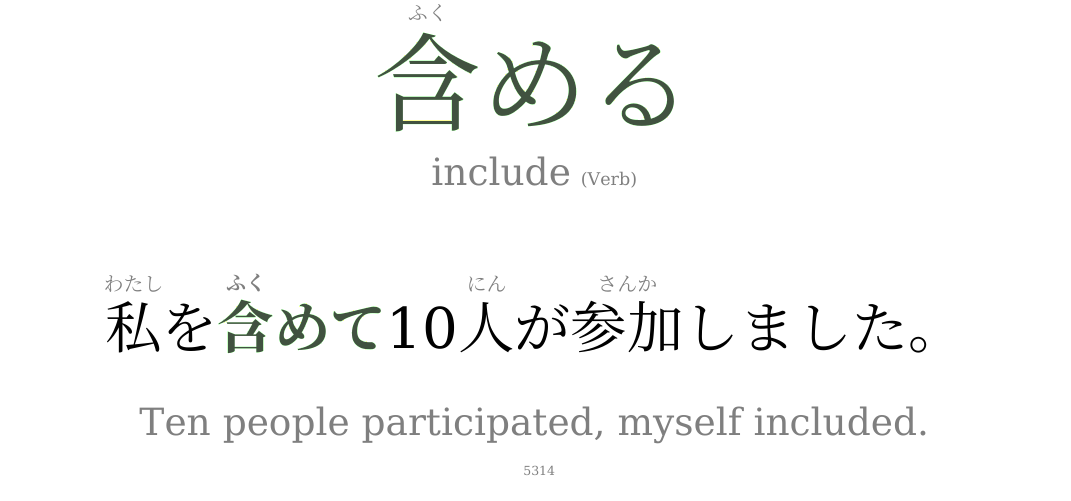 ふく
含める
include (Verb)
わたし ふく にん さんか
私を含めて10人が参加しました。
Ten people participated, myself included.
5314